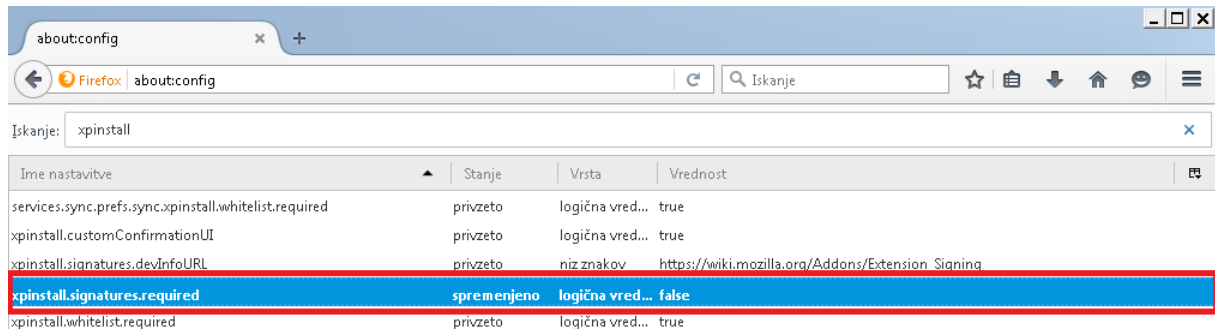 about:config
Firefox about:config Iskanje
Iskanje: xpinstall
Ime nastavitve Stanje Vrsta Vrednost
services.sync.prefs.sync.xpinstall.whitelist.required privzeto logična vred... true
xpinstall.customConfirmationUI privzeto logična vred... true
xpinstall.signatures.devInfoURL privzeto niz znakov https://wiki.mozilla.org/Addons/Extension_Signing
xpinstall.signatures.required spremenjeno logična vred... false
xpinstall.whitelist.required privzeto logična vred... true